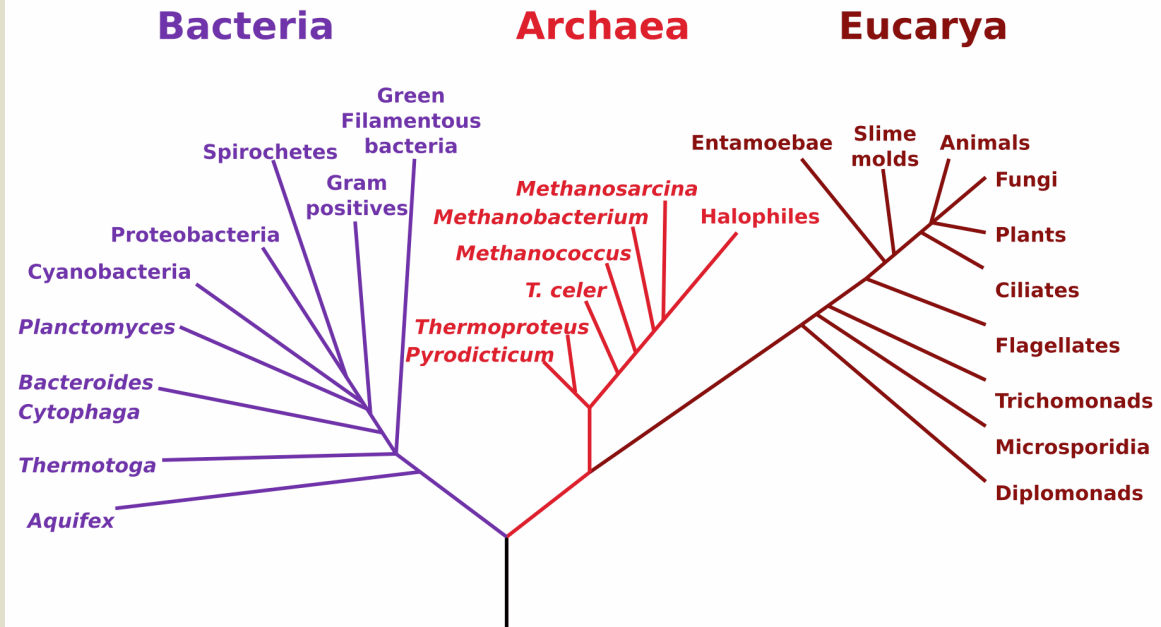 Bacteria
Archaea
Eucarya
Green
Filamentous
bacteria
Spirochetes
Gram
positives
Proteobacteria
Cyanobacteria
Planctomyces
Bacteroides
Cytophaga
Thermotoga
Aquifex
Methanosarcina
Methanobacterium
Halophiles
Methanococcus
T. celer
Thermoproteus
Pyrodicticum
Entamoebae
Slime
molds
Animals
Fungi
Plants
Ciliates
Flagellates
Trichomonads
Microsporidia
Diplomonads